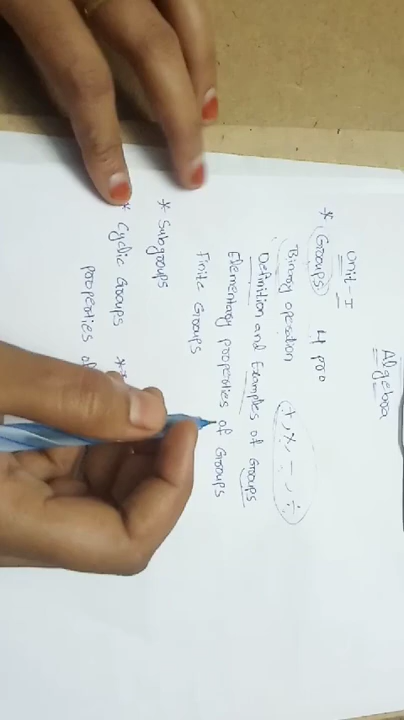 Algebra
Unit - I
* Groups 4 pro
Binary operation +, ×, -, ÷
Definition and Examples of Groups
Elementary properties of Groups
Finite Groups
* Subgroups
* Cyclic Groups *
properties of